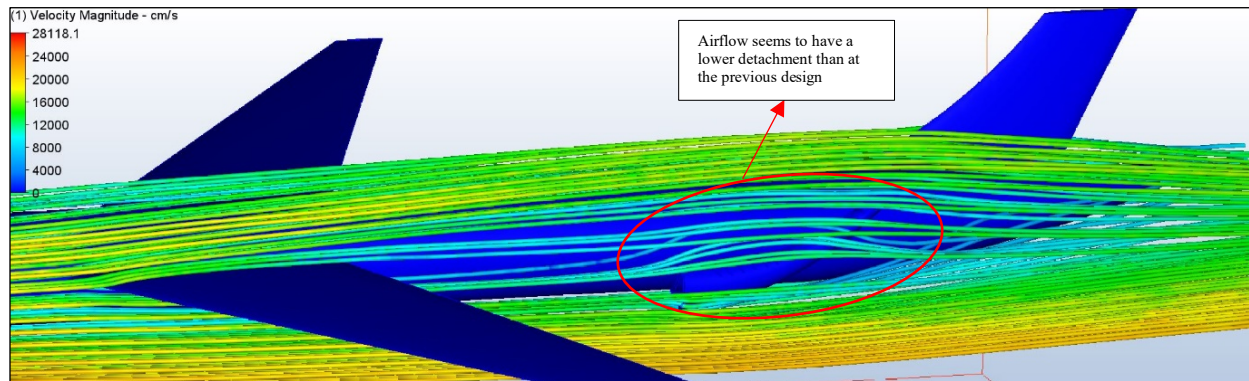 (1) Velocity Magnitude - cm/s
28118.1
24000
20000
16000
12000
8000
4000
0
Airflow seems to have a
lower detachment than at
the previous design